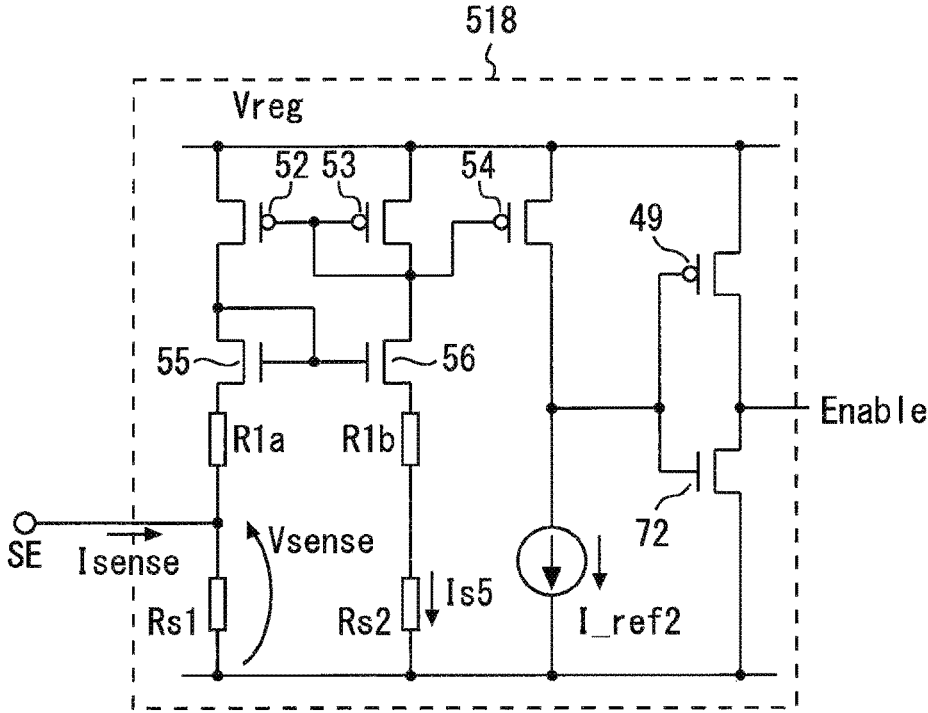 518
Vreg
52
53
54
49
55
56
R1a
R1b
Enable
72
SE
Isense
Vsense
Rs1
Rs2
Is5
I_ref2